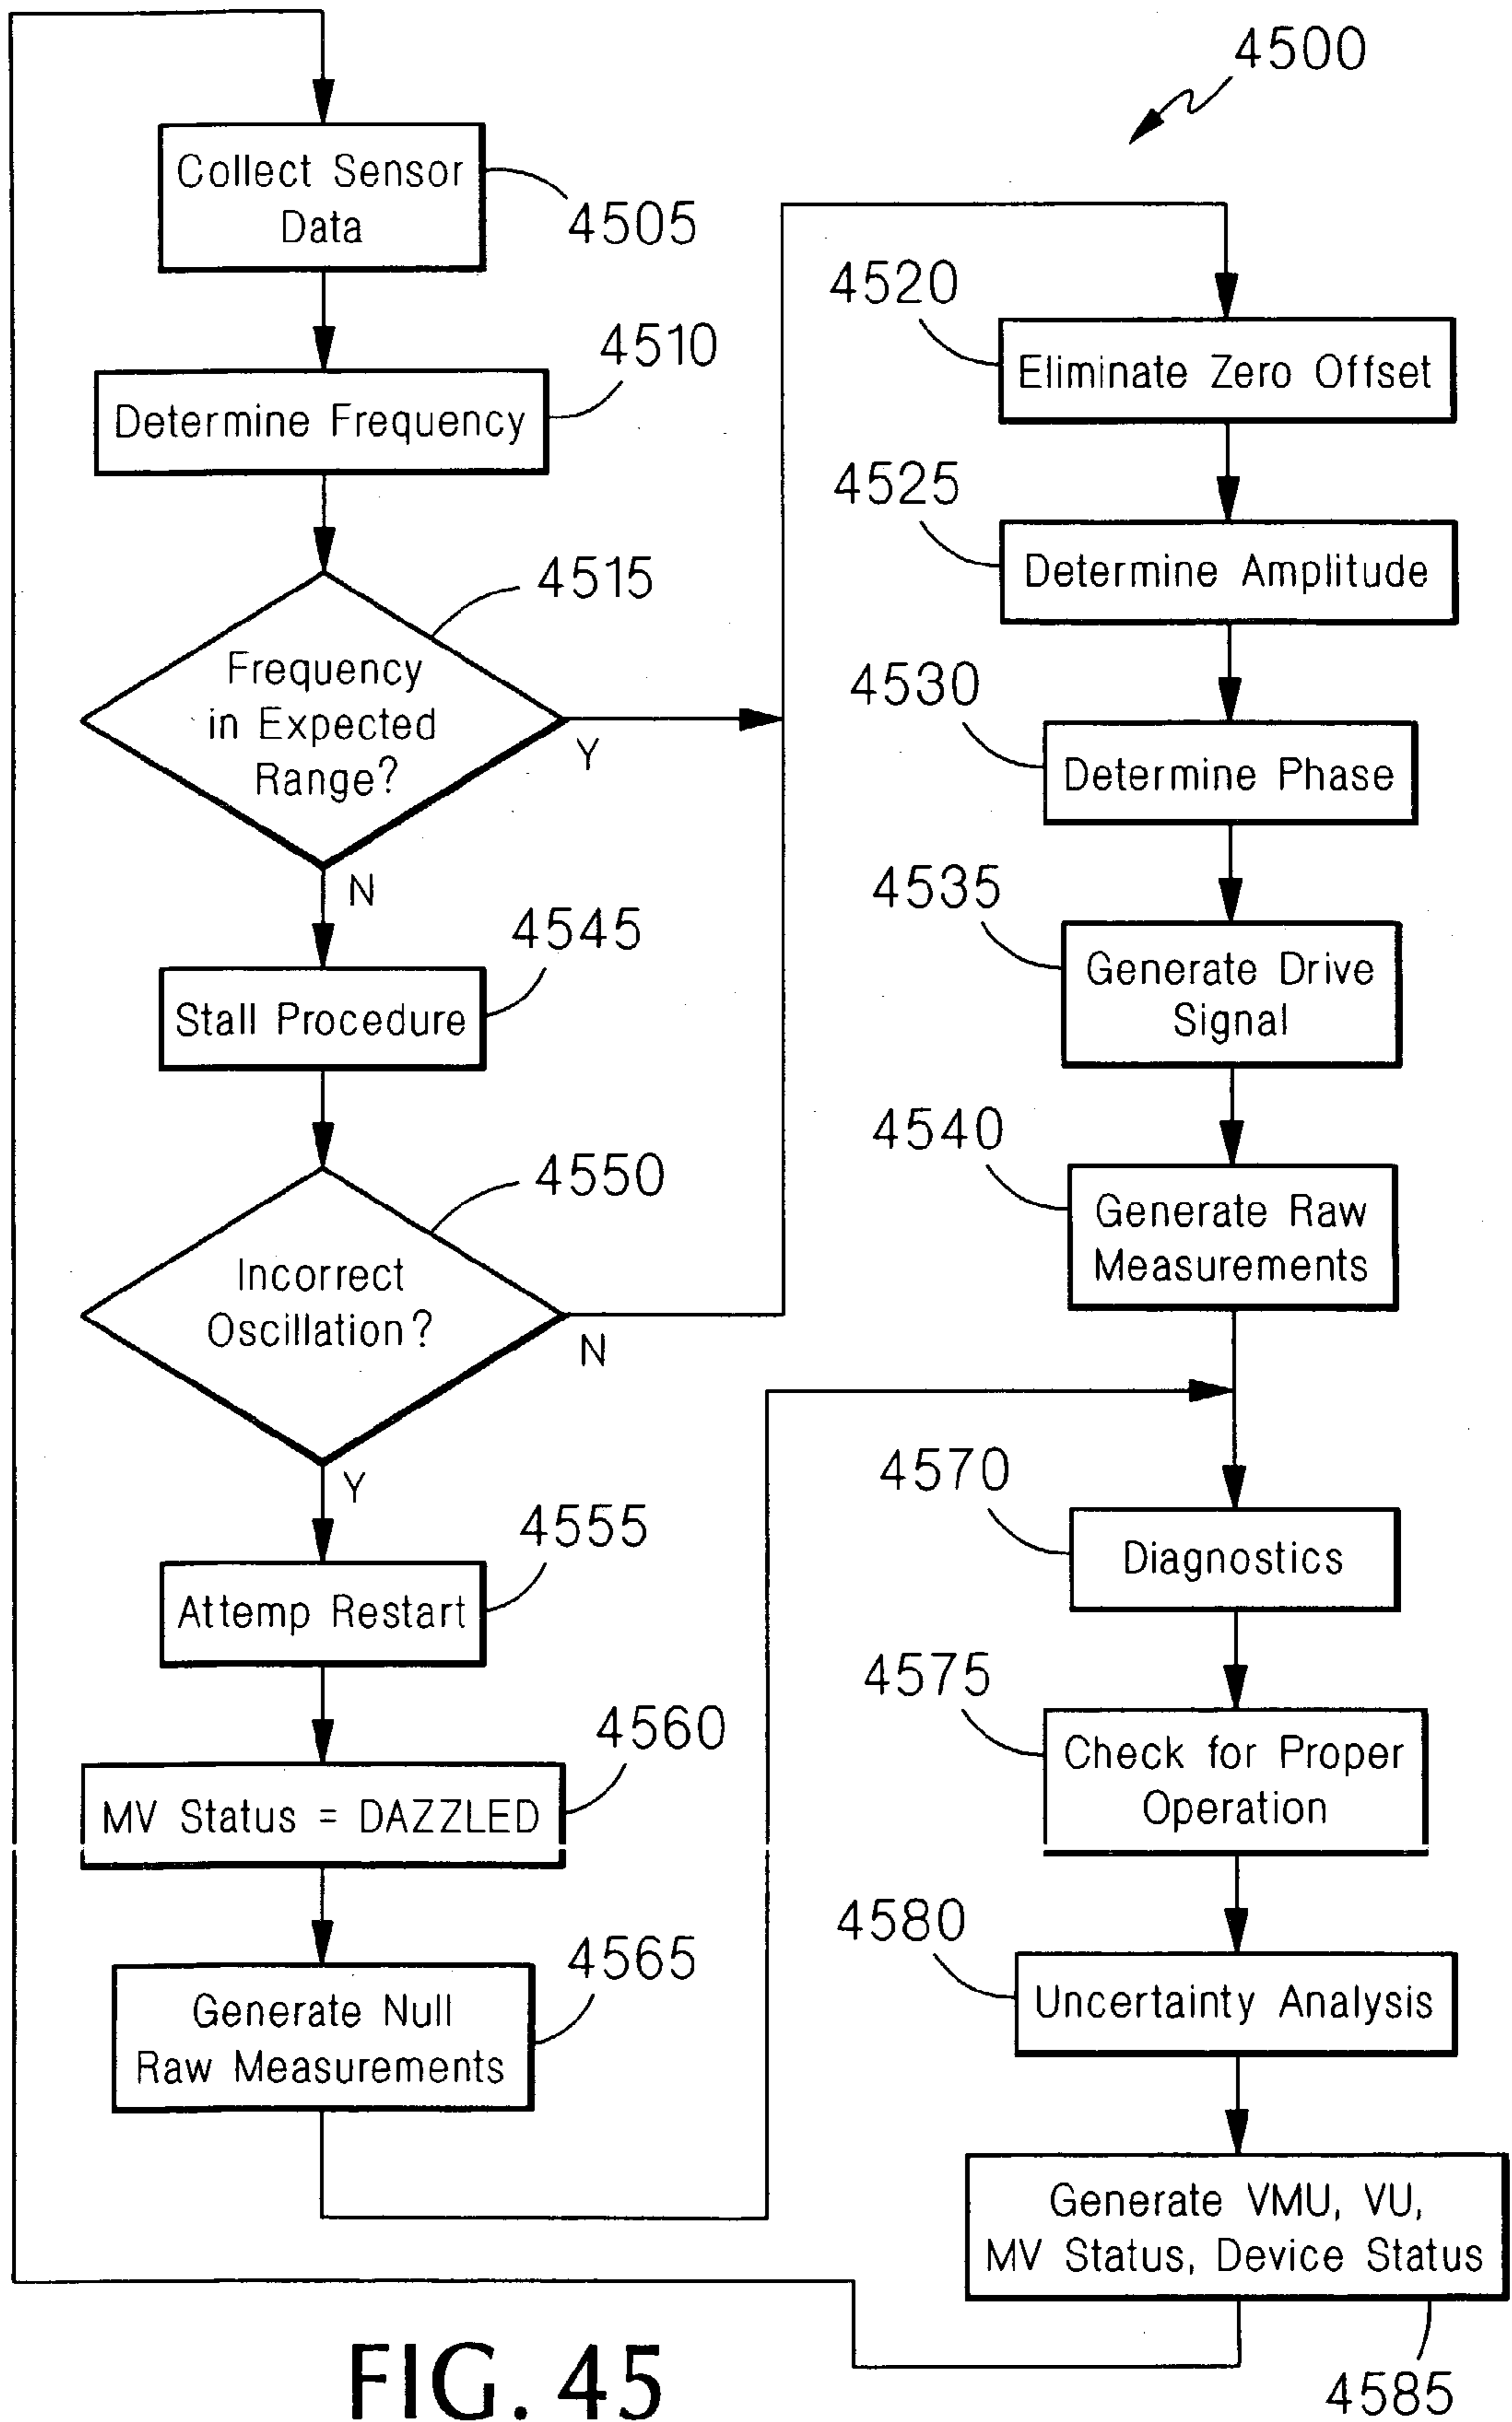 4500
Collect Sensor
Data
4505
Determine Frequency
4510
Frequency
in Expected
Range?
4515
Y
N
Stall Procedure
4545
Incorrect
Oscillation?
4550
N
Y
Attemp Restart
4555
MV Status = DAZZLED
4560
Generate Null
Raw Measurements
4565
4520
Eliminate Zero Offset
4525
Determine Amplitude
4530
Determine Phase
4535
Generate Drive
Signal
4540
Generate Raw
Measurements
4570
Diagnostics
4575
Check for Proper
Operation
4580
Uncertainty Analysis
Generate VMU, VU,
MV Status, Device Status
4585
FIG. 45